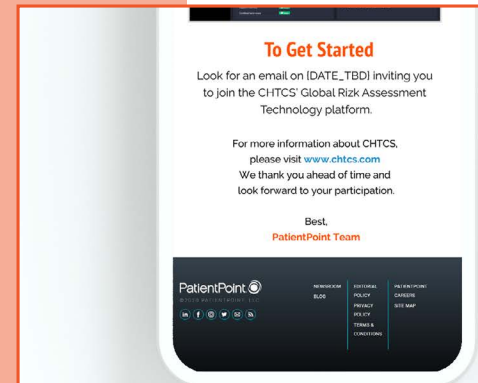 To Get Started
Look for an email on [DATE_TBD] inviting you
to join the CHTCS' Global Rizk Assessment
Technology platform.
For more information about CHTCS,
please visit www.chtcs.com
We thank you ahead of time and
look forward to your participation.
Best,
PatientPoint Team
PatientPoint
NEWSROOM
BLOG
EDITORIAL
POLICY
PRIVACY
POLICY
TERMS &
CONDITIONS
PATIENTPOINT
CAREERS
SITE MAP